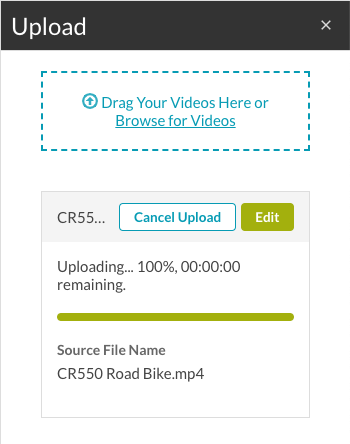 Upload
Drag Your Videos Here or
Browse for Videos
CR55...
Cancel Upload
Edit
Uploading... 100%, 00:00:00
remaining.
Source File Name
CR550 Road Bike.mp4